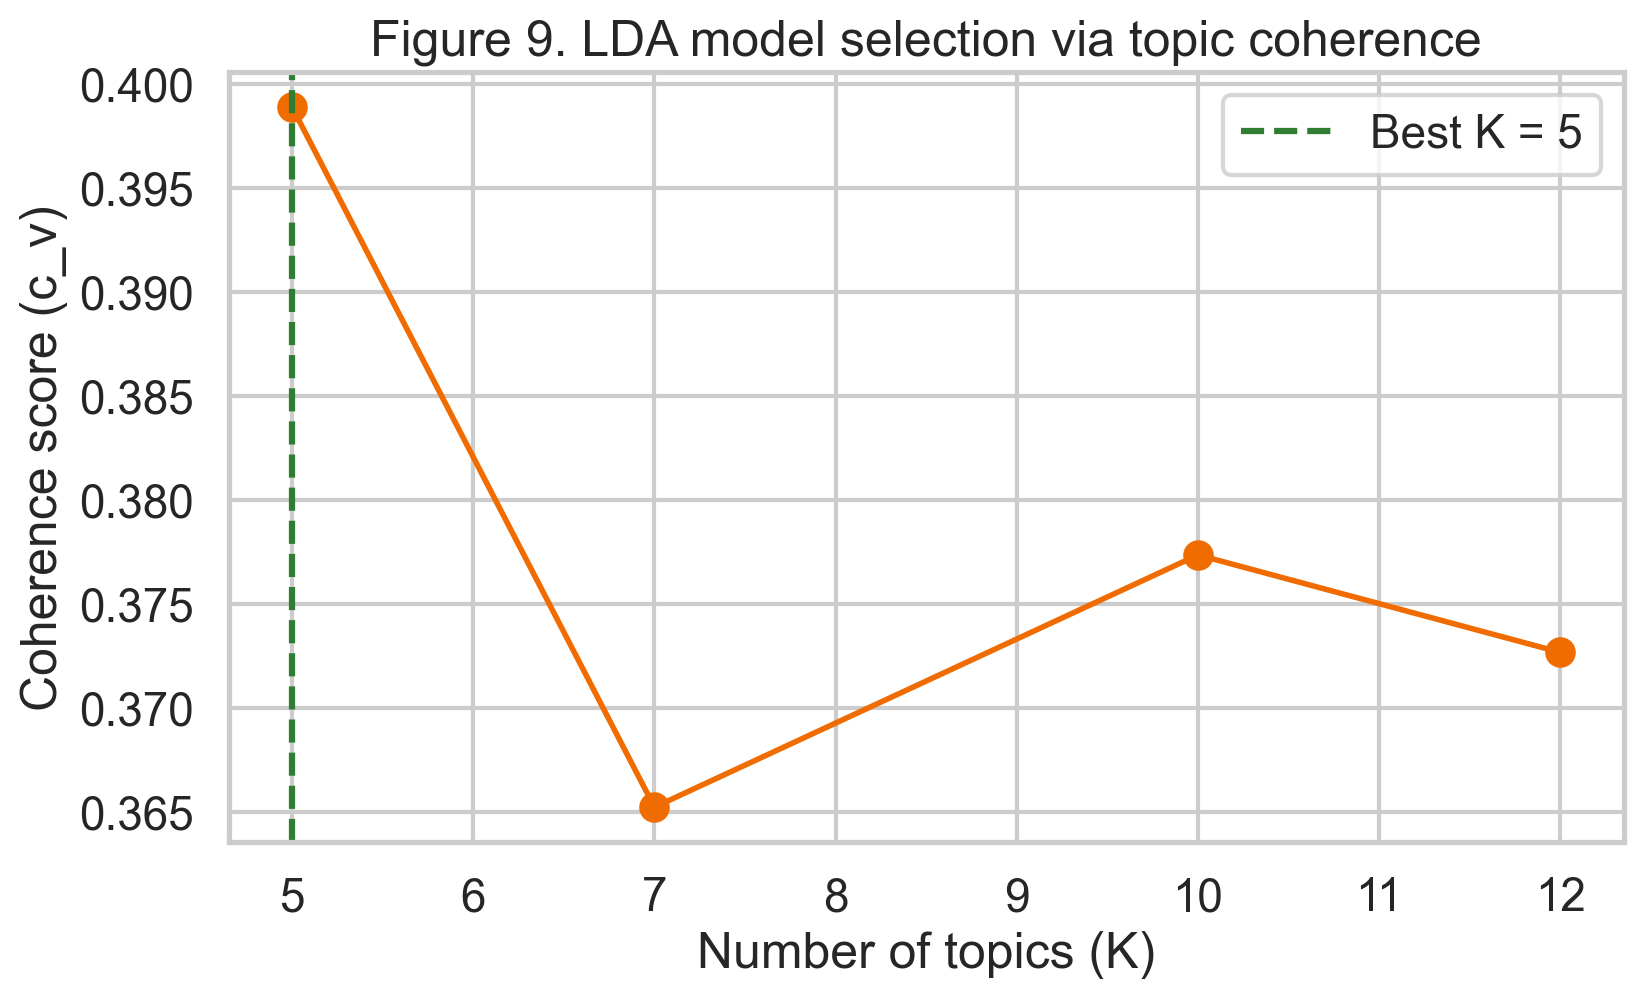 Figure 9. LDA model selection via topic coherence
Best K = 5
Coherence score (c_v)
0.400
0.395
0.390
0.385
0.380
0.375
0.370
0.365
5 6 7 8 9 10 11 12
Number of topics (K)